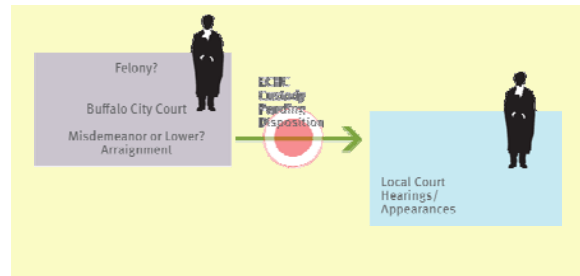 Felony?
Buffalo City Court
Misdemeanor or Lower?
Arraignment
Custody
Pending
Disposition
Local Court
Hearings/
Appearances